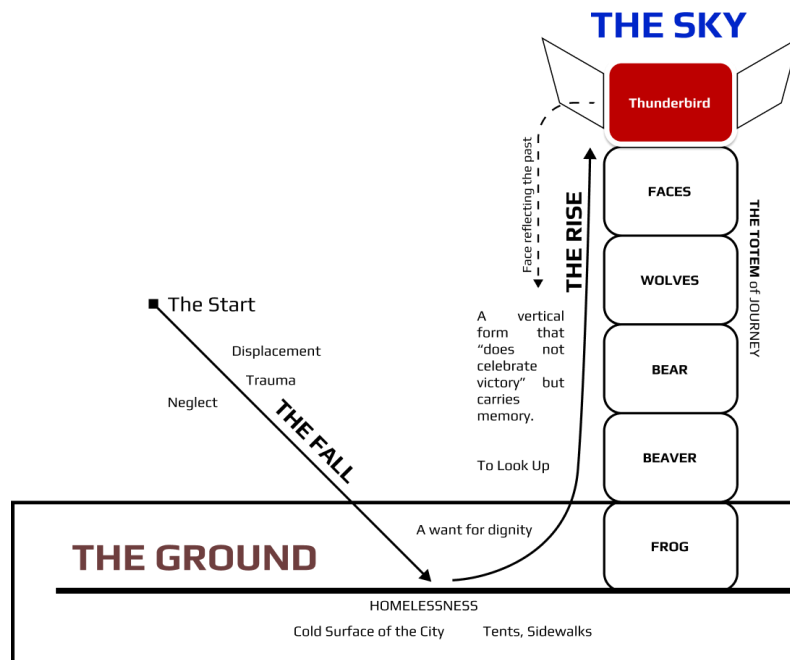 THE SKY
Thunderbird
Face reflecting the past
THE RISE
FACES
THE TOTEM of JOURNEY
WOLVES
The Start
A vertical
form that
“does not
celebrate
victory” but
carries
memory.
Displacement
Trauma
BEAR
Neglect
THE FALL
To Look Up
BEAVER
A want for dignity
THE GROUND
FROG
HOMELESSNESS
Cold Surface of the City
Tents, Sidewalks